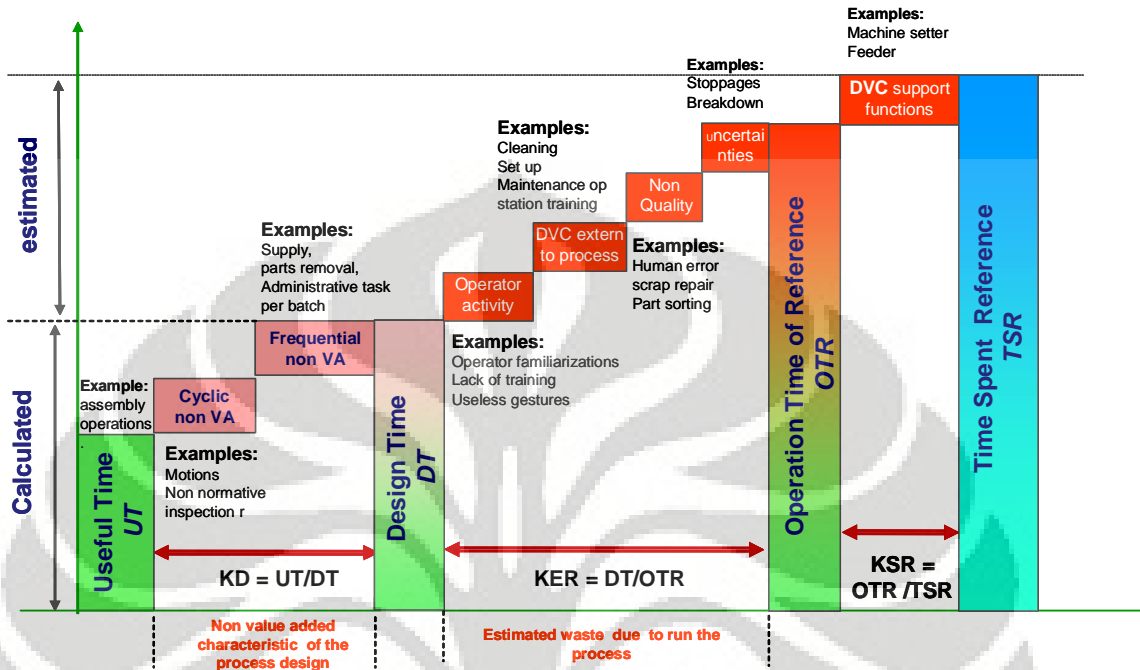 Examples:
Machine setter
Feeder
DVC support
functions
Examples:
Stoppages
Breakdown
uncertai
nties
Examples:
Cleaning
Set up
Maintenance op
station training
Non
Quality
DVC extern
to process
Examples:
Human error
scrap repair
Part sorting
Operator
activity
Examples:
Operator familiarizations
Lack of training
Useless gestures
Examples:
Supply,
parts removal,
Administrative task
per batch
Frequential
non VA
Cyclic
non VA
Example:
assembly
operations
.
Examples:
Motions
Non normative
inspection r
estimated
Calculated
Useful Time
UT
Design Time
DT
Operation Time of Reference
OTR
Time Spent Reference
TSR
KD = UT/DT
KER = DT/OTR
KSR =
OTR /TSR
Non value added
characteristic of the
process design
Estimated waste due to run the
process